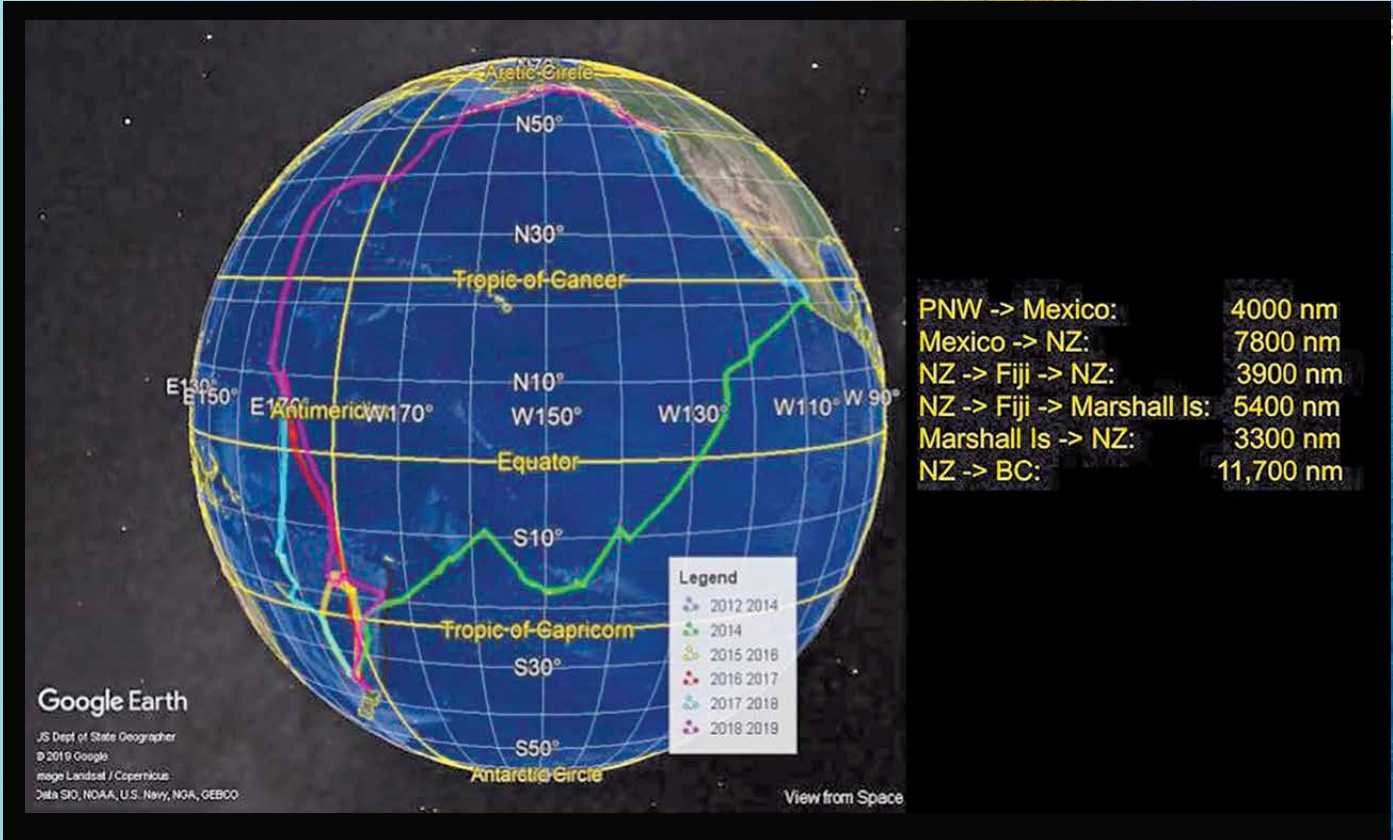 Arctic Circle
N50°
N30°
Tropic of Cancer
N10°
E130°
E150°
E170°
Antimeridian
W170°
W150°
W130°
W110°
W 90°
Equator
S10°
Tropic of Capricorn
S30°
S50°
Antarctic Circle
Legend
2012 2014
2014
2015 2016
2016 2017
2017 2018
2018 2019
Google Earth
US Dept of State Geographer
© 2019 Google
Image Landsat / Copernicus
Data SIO, NOAA, U.S. Navy, NGA, GEBCO
View from Space
PNW -> Mexico: 4000 nm
Mexico -> NZ: 7800 nm
NZ -> Fiji -> NZ: 3900 nm
NZ -> Fiji -> Marshall Is: 5400 nm
Marshall Is -> NZ: 3300 nm
NZ -> BC: 11,700 nm